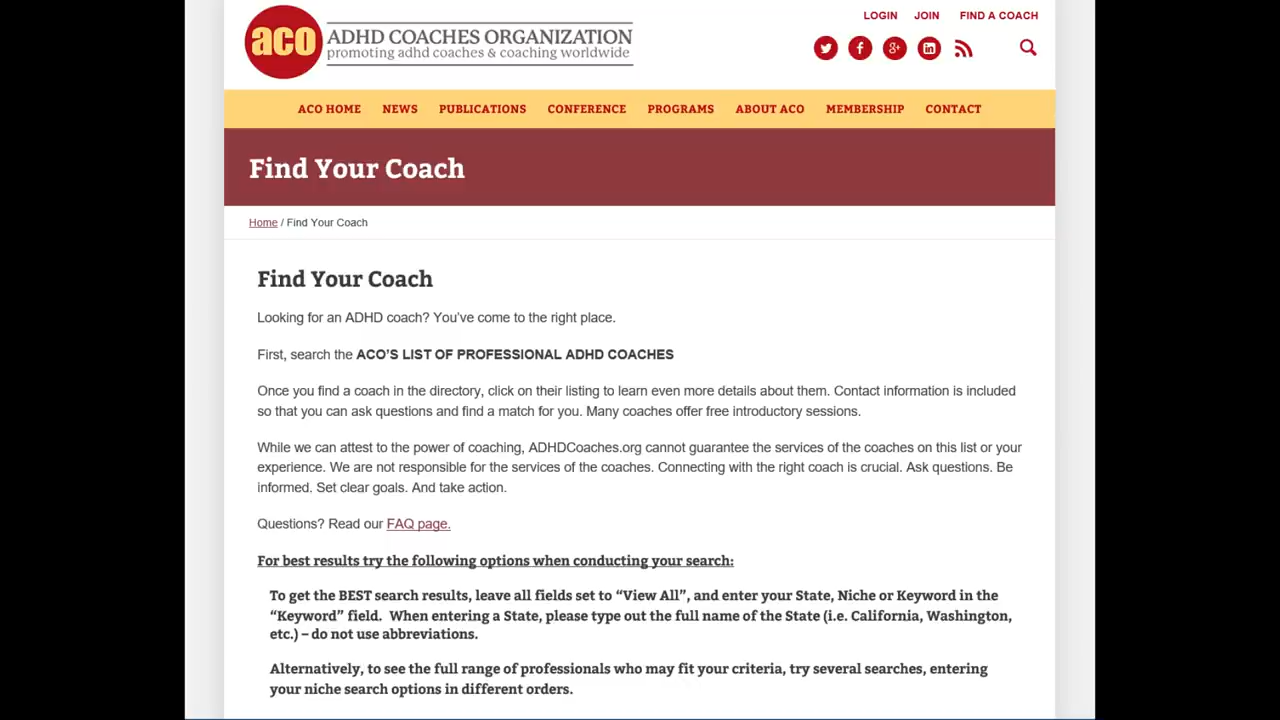 LOGIN JOIN FIND A COACH
aco ADHD COACHES ORGANIZATION
promoting adhd coaches & coaching worldwide
ACO HOME NEWS PUBLICATIONS CONFERENCE PROGRAMS ABOUT ACO MEMBERSHIP CONTACT
Find Your Coach
Home / Find Your Coach
Find Your Coach
Looking for an ADHD coach? You’ve come to the right place.
First, search the ACO’S LIST OF PROFESSIONAL ADHD COACHES
Once you find a coach in the directory, click on their listing to learn even more details about them. Contact information is included
so that you can ask questions and find a match for you. Many coaches offer free introductory sessions.
While we can attest to the power of coaching, ADHDCoaches.org cannot guarantee the services of the coaches on this list or your
experience. We are not responsible for the services of the coaches. Connecting with the right coach is crucial. Ask questions. Be
informed. Set clear goals. And take action.
Questions? Read our FAQ page.
For best results try the following options when conducting your search:
To get the BEST search results, leave all fields set to “View All”, and enter your State, Niche or Keyword in the
“Keyword” field. When entering a State, please type out the full name of the State (i.e. California, Washington,
etc.) – do not use abbreviations.
Alternatively, to see the full range of professionals who may fit your criteria, try several searches, entering
your niche search options in different orders.